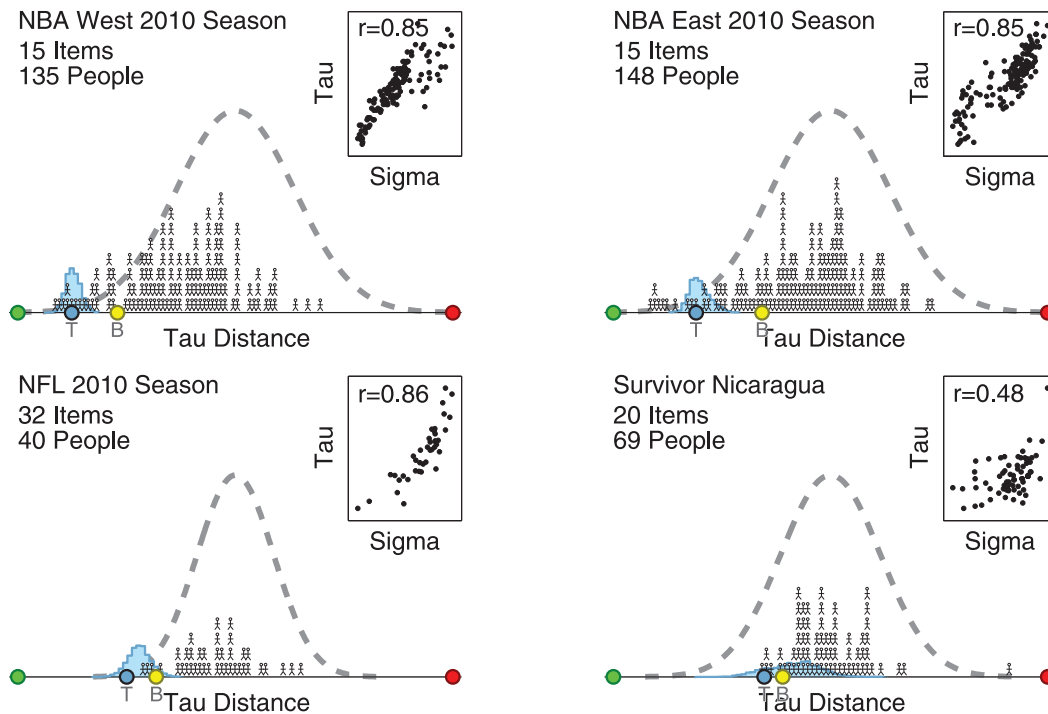 NBA West 2010 Season
15 Items
135 People
r=0.85
Tau
Sigma
T
B
Tau Distance
NBA East 2010 Season
15 Items
148 People
r=0.85
Tau
Sigma
T
B
Tau Distance
NFL 2010 Season
32 Items
40 People
r=0.86
Tau
Sigma
T
B
Tau Distance
Survivor Nicaragua
20 Items
69 People
r=0.48
Tau
Sigma
T
B
Tau Distance